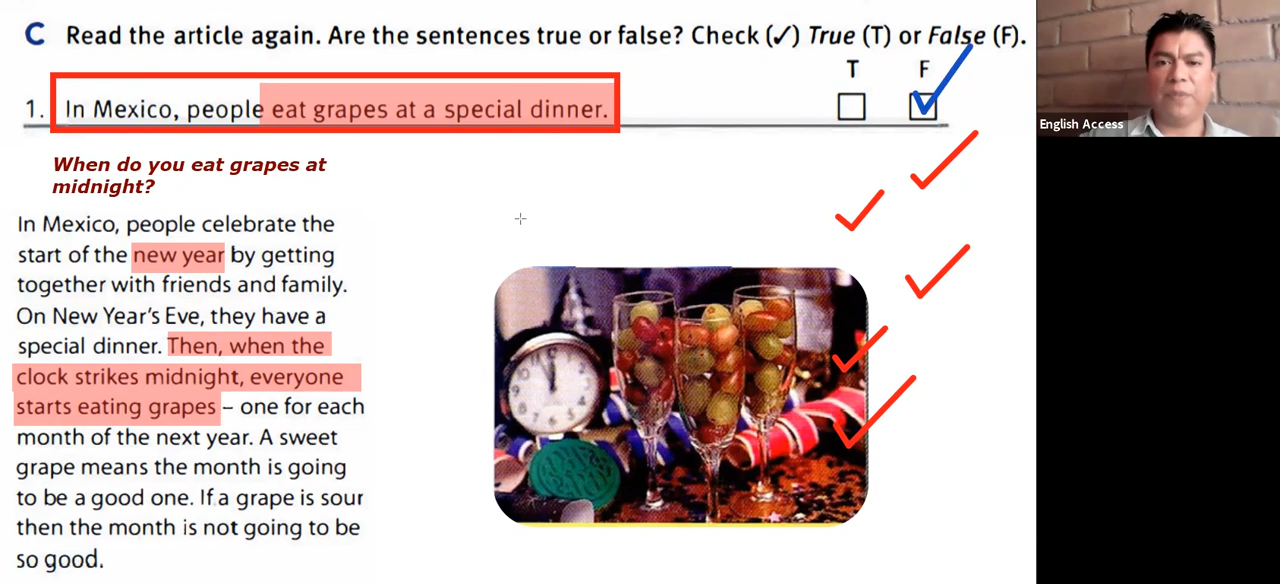 C Read the article again. Are the sentences true or false? Check (✓) True (T) or False (F).
T F
1. In Mexico, people eat grapes at a special dinner.
English Access
When do you eat grapes at
midnight?
In Mexico, people celebrate the
start of the new year by getting
together with friends and family.
On New Year's Eve, they have a
special dinner. Then, when the
clock strikes midnight, everyone
starts eating grapes – one for each
month of the next year. A sweet
grape means the month is going
to be a good one. If a grape is sour
then the month is not going to be
so good.